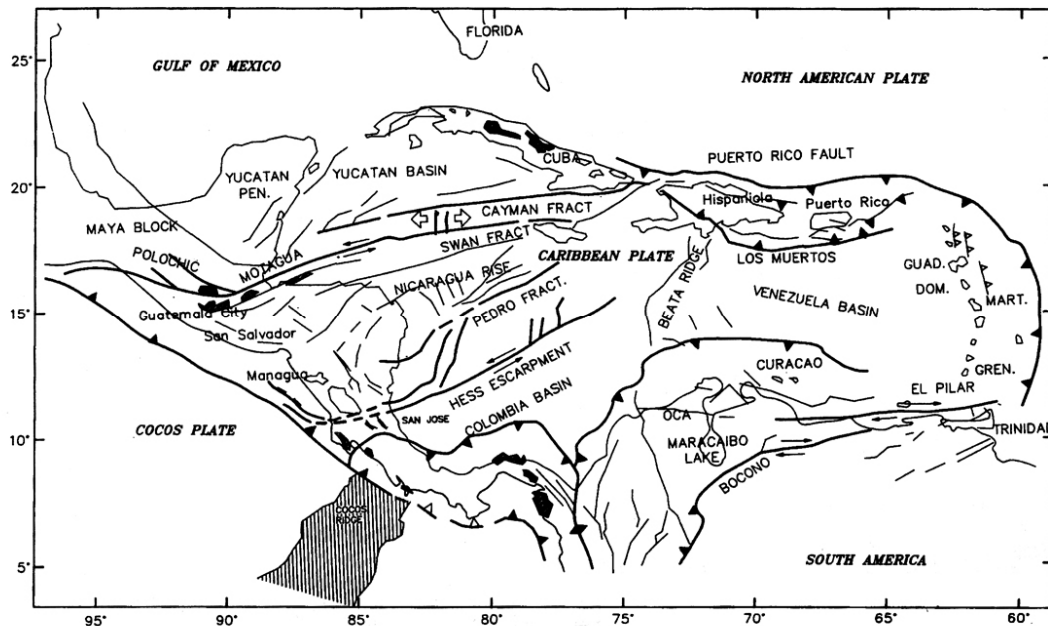 FLORIDA
25°
GULF OF MEXICO
NORTH AMERICAN PLATE
CUBA
PUERTO RICO FAULT
YUCATAN BASIN
YUCATAN
PEN.
20°
Hispaniola
Puerto Rico
CAYMAN FRACT
MAYA BLOCK
SWAN FRACT
POLOCHIC
MOTAGUA
CARIBBEAN PLATE
LOS MUERTOS
GUAD.
NICARAGUA RISE
BEATA RIDGE
VENEZUELA BASIN
DOM.
MART.
15°
Guatemala City
PEDRO FRACT.
San Salvador
CURACAO
GREN.
Managua
HESS ESCARPMENT
EL PILAR
SAN JOSE
COLOMBIA BASIN
OCA
TRINIDAD
COCOS PLATE
10°
MARACAIBO
LAKE
BOCONO
COCOS
RIDGE
SOUTH AMERICA
5°
95°
90°
85°
80°
75°
70°
65°
60°